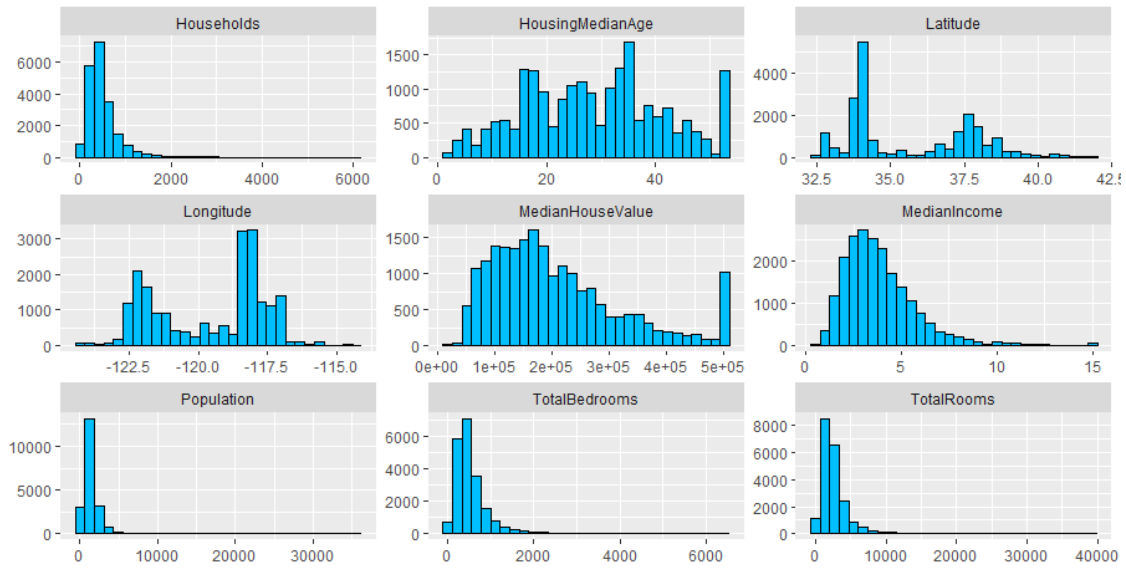 Households
6000
4000
2000
0
0 2000 4000 6000
HousingMedianAge
1500
1000
500
0
0 20 40
Latitude
4000
2000
0
32.5 35.0 37.5 40.0 42.5
Longitude
3000
2000
1000
0
-122.5 -120.0 -117.5 -115.0
MedianHouseValue
1500
1000
500
0
0e+00 1e+05 2e+05 3e+05 4e+05 5e+05
MedianIncome
2000
1000
0
0 5 10 15
Population
10000
5000
0
0 10000 20000 30000
TotalBedrooms
6000
4000
2000
0
0 2000 4000 6000
TotalRooms
8000
6000
4000
2000
0
0 10000 20000 30000 40000